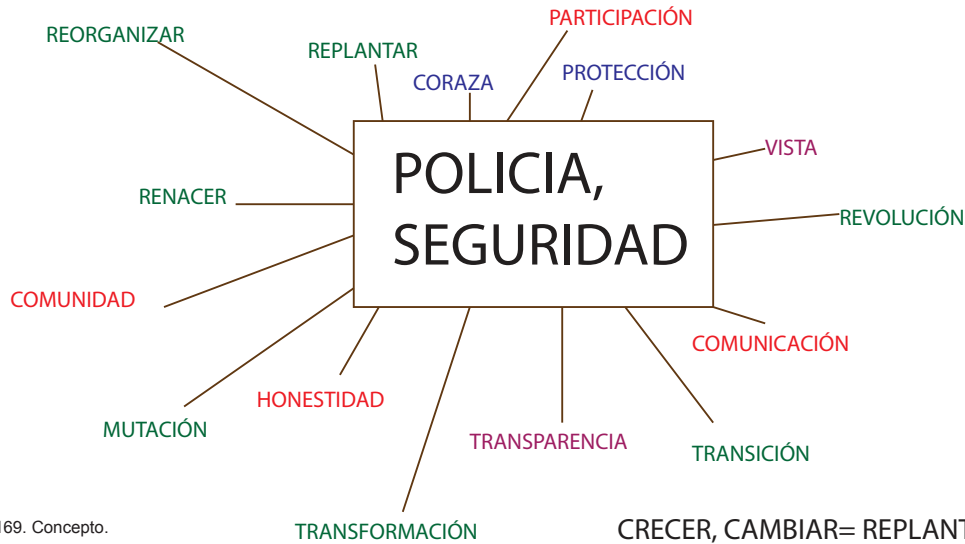 PARTICIPACIÓN
REORGANIZAR
REPLANTAR
CORAZA
PROTECCIÓN
VISTA
POLICIA,
SEGURIDAD
RENACER
REVOLUCIÓN
COMUNIDAD
COMUNICACIÓN
HONESTIDAD
MUTACIÓN
TRANSPARENCIA
TRANSICIÓN
169. Concepto.
TRANSFORMACIÓN
CRECER, CAMBIAR= REPLANT